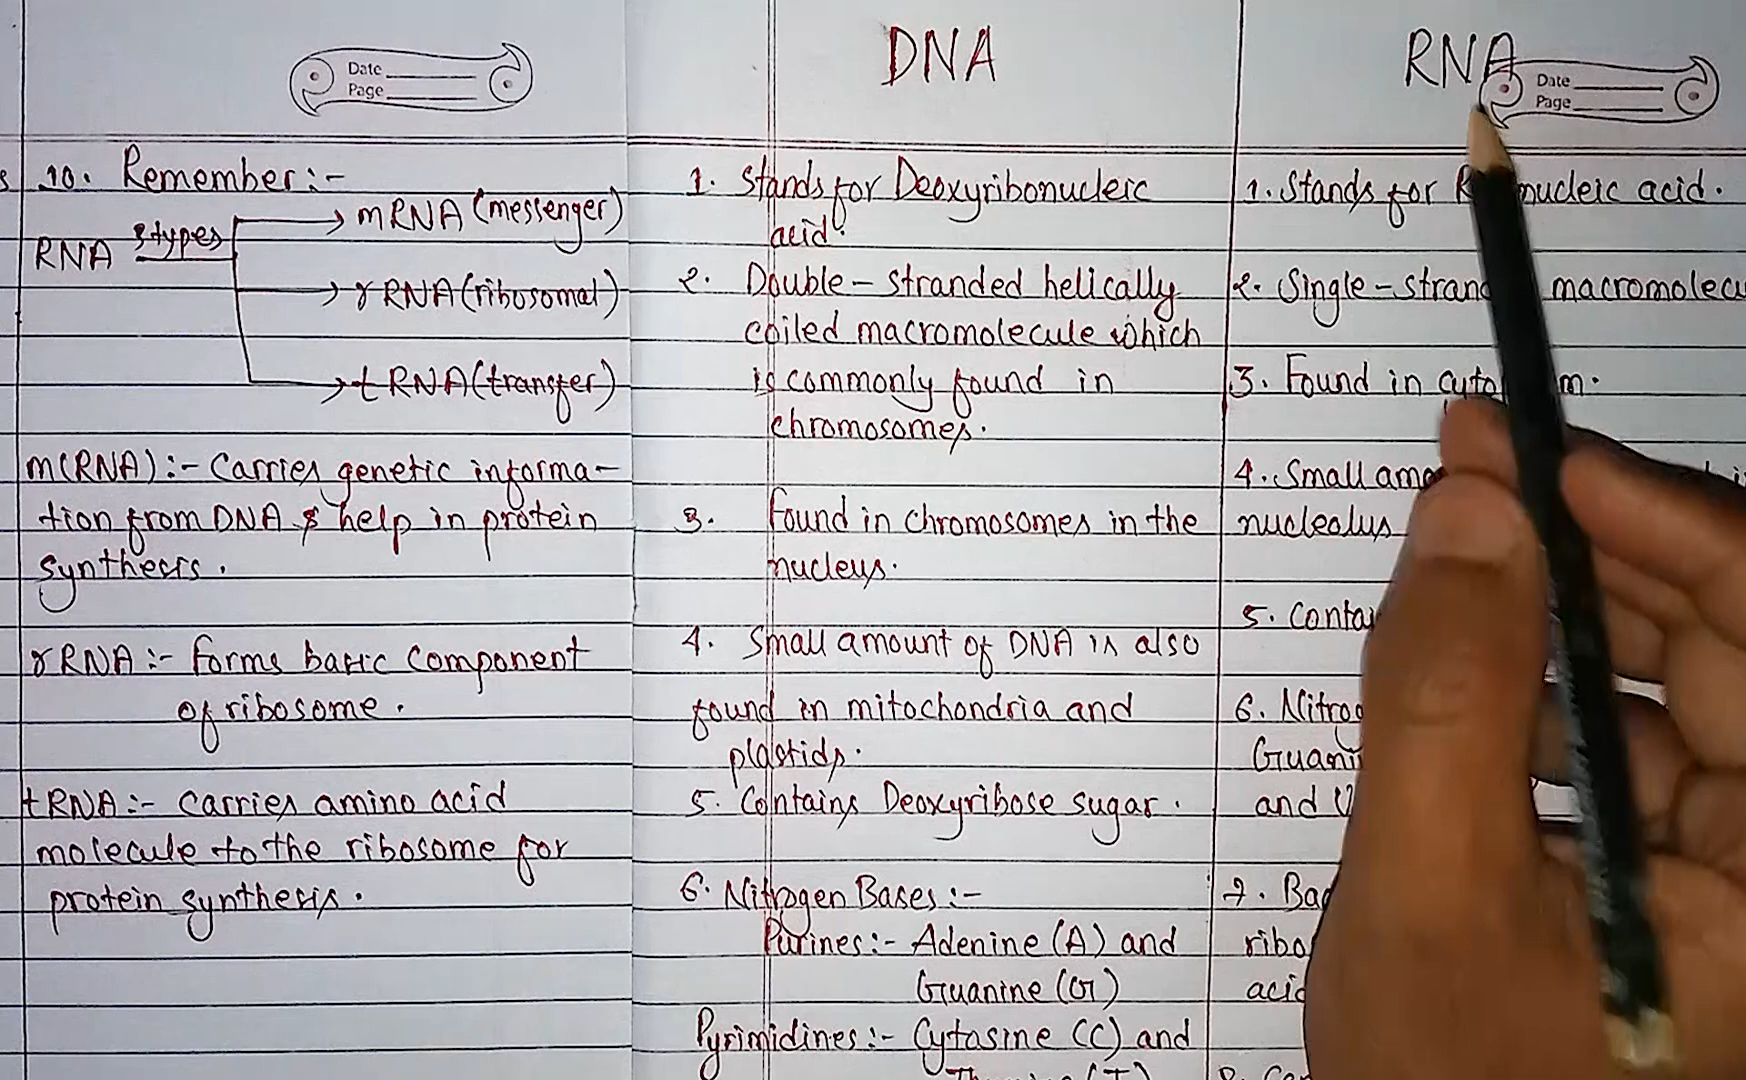 Date
Page
s 10. Remember :-
RNA 3types
mRNA (messenger)
rRNA (ribosomal)
tRNA (transfer)
m(RNA) :- Carries genetic informa-
tion from DNA & help in protein
synthesis.
rRNA :- forms basic component
of ribosome.
tRNA :- carries amino acid
molecule to the ribosome for
protein synthesis.
DNA
1. Stands for Deoxyribonucleic
acid.
2. Double-stranded helically
coiled macromolecule which
is commonly found in
chromosomes.
3. Found in chromosomes in the
nucleus.
4. Small amount of DNA is also
found in mitochondria and
plastids.
5. Contains Deoxyribose sugar.
6. Nitrogen Bases :-
Purines :- Adenine (A) and
Guanine (G)
Pyrimidines :- Cytosine (C) and
RNA
Date
Page
1. Stands for nucleic acid.
2. Single-strand macromolecu
3. Found in cyto m.
4. Small amo
nucleolus
5. Contai
6. Nitrog
Guani
and U
7. Bac
ribo
acid